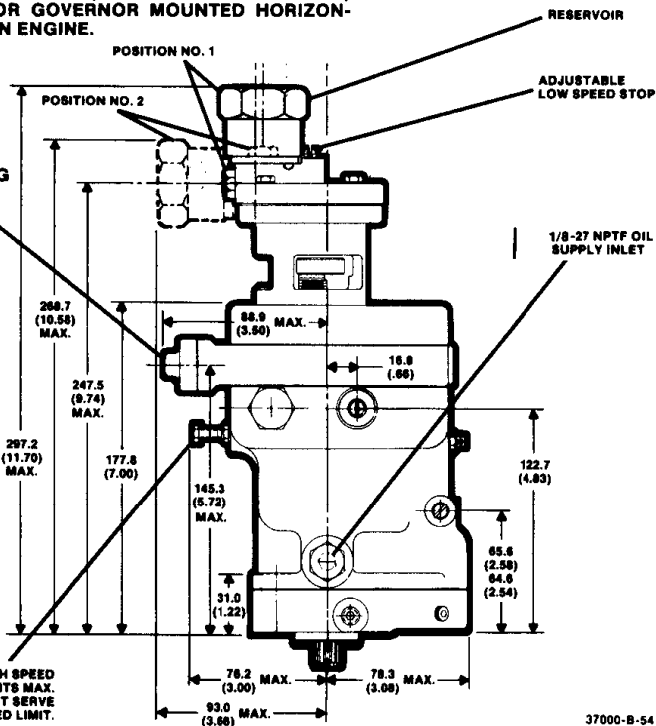 OR GOVERNOR MOUNTED HORIZON-
N ENGINE.
RESERVOIR
POSITION NO. 1
ADJUSTABLE
LOW SPEED STOP
POSITION NO. 2
G
1/8-27 NPTF OIL
SUPPLY INLET
268.7
(10.58)
MAX.
88.9
(3.50)
MAX.
16.8
(.66)
247.5
(9.74)
MAX.
297.2
(11.70)
MAX.
177.8
(7.00)
145.3
(5.72)
MAX.
122.7
(4.83)
65.6
(2.58)
64.6
(2.54)
31.0
(1.22)
H SPEED
ITS MAX.
T SERVE
ED LIMIT.
76.2
(3.00)
MAX.
78.3
(3.08)
MAX.
93.0
(3.66)
MAX.
37000-B-54